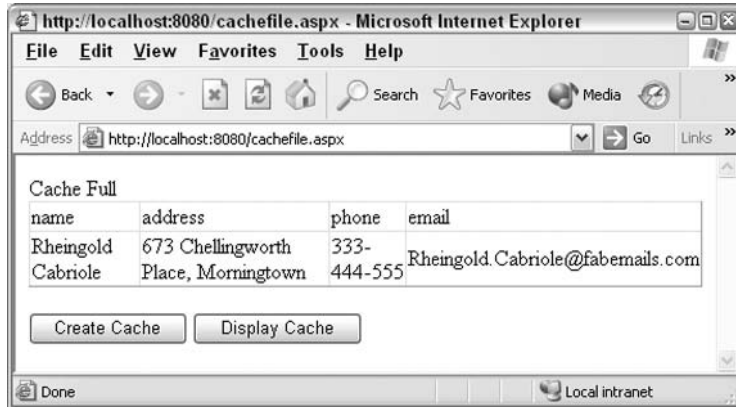 http://localhost:8080/cachefile.aspx - Microsoft Internet Explorer
File Edit View Favorites Tools Help
Back Search Favorites Media »
Address http://localhost:8080/cachefile.aspx Go Links »
Cache Full
name address phone email
Rheingold 673 Chellingworth 333-
Cabriole Place, Morningtown 444-555 Rheingold.Cabriole@fabemails.com
Create Cache Display Cache
Done Local intranet